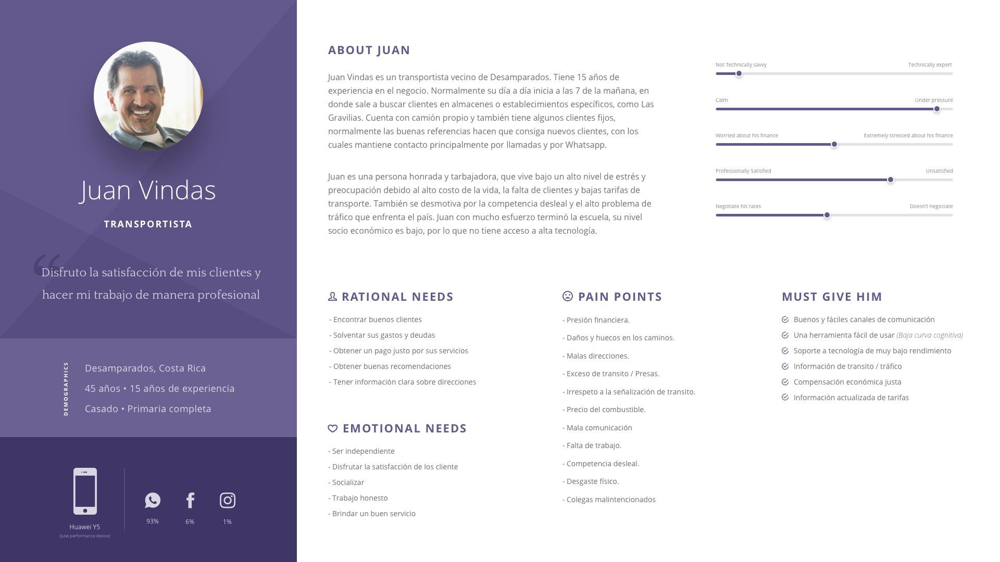 Juan Vindas
TRANSPORTISTA
“
Disfruto la satisfacción de mis clientes y
hacer mi trabajo de manera profesional
DEMOGRAPHICS
Desamparados, Costa Rica
45 años • 15 años de experiencia
Casado • Primaria completa
Huawei Y5
(Low performance device)
93%
6%
1%
ABOUT JUAN
Juan Vindas es un transportista vecino de Desamparados. Tiene 15 años de
experiencia en el negocio. Normalmente su día a día inicia a las 7 de la mañana, en
donde sale a buscar clientes en almacenes o establecimientos específicos, como Las
Gravilias. Cuenta con camión propio y también tiene algunos clientes fijos,
normalmente las buenas referencias hacen que consiga nuevos clientes, con los
cuales mantiene contacto principalmente por llamadas y por Whatsapp.
Juan es una persona honrada y tarbajadora, que vive bajo un alto nivel de estrés y
preocupación debido al alto costo de la vida, la falta de clientes y bajas tarifas de
transporte. También se desmotiva por la competencia desleal y el alto problema de
tráfico que enfrenta el país. Juan con mucho esfuerzo terminó la escuela, su nivel
socio económico es bajo, por lo que no tiene acceso a alta tecnología.
Not Technically savvy
Technically expert
Calm
Under pressure
Worried about his finance
Extremely stressed about his finance
Professionally Satisfied
Unsatisfied
Negotiate his rates
Doesn't negociate
RATIONAL NEEDS
- Encontrar buenos clientes
- Solventar sus gastos y deudas
- Obtener un pago justo por sus servicios
- Obtener buenas recomendaciones
- Tener información clara sobre direcciones
EMOTIONAL NEEDS
- Ser independiente
- Disfrutar la satisfacción de los cliente
- Socializar
- Trabajo honesto
- Brindar un buen servicio
PAIN POINTS
- Presión financiera.
- Daños y huecos en los caminos.
- Malas direcciones.
- Exceso de transito / Presas.
- Irrespeto a la señalización de transito.
- Precio del combustible.
- Mala comunicación
- Falta de trabajo.
- Competencia desleal.
- Desgaste físico.
- Colegas malintencionados
MUST GIVE HIM
Buenos y fáciles canales de comunicación
Una herramienta fácil de usar (Baja curva cognitiva)
Soporte a tecnología de muy bajo rendimiento
Información de transito / tráfico
Compensación económica justa
Información actualizada de tarifas